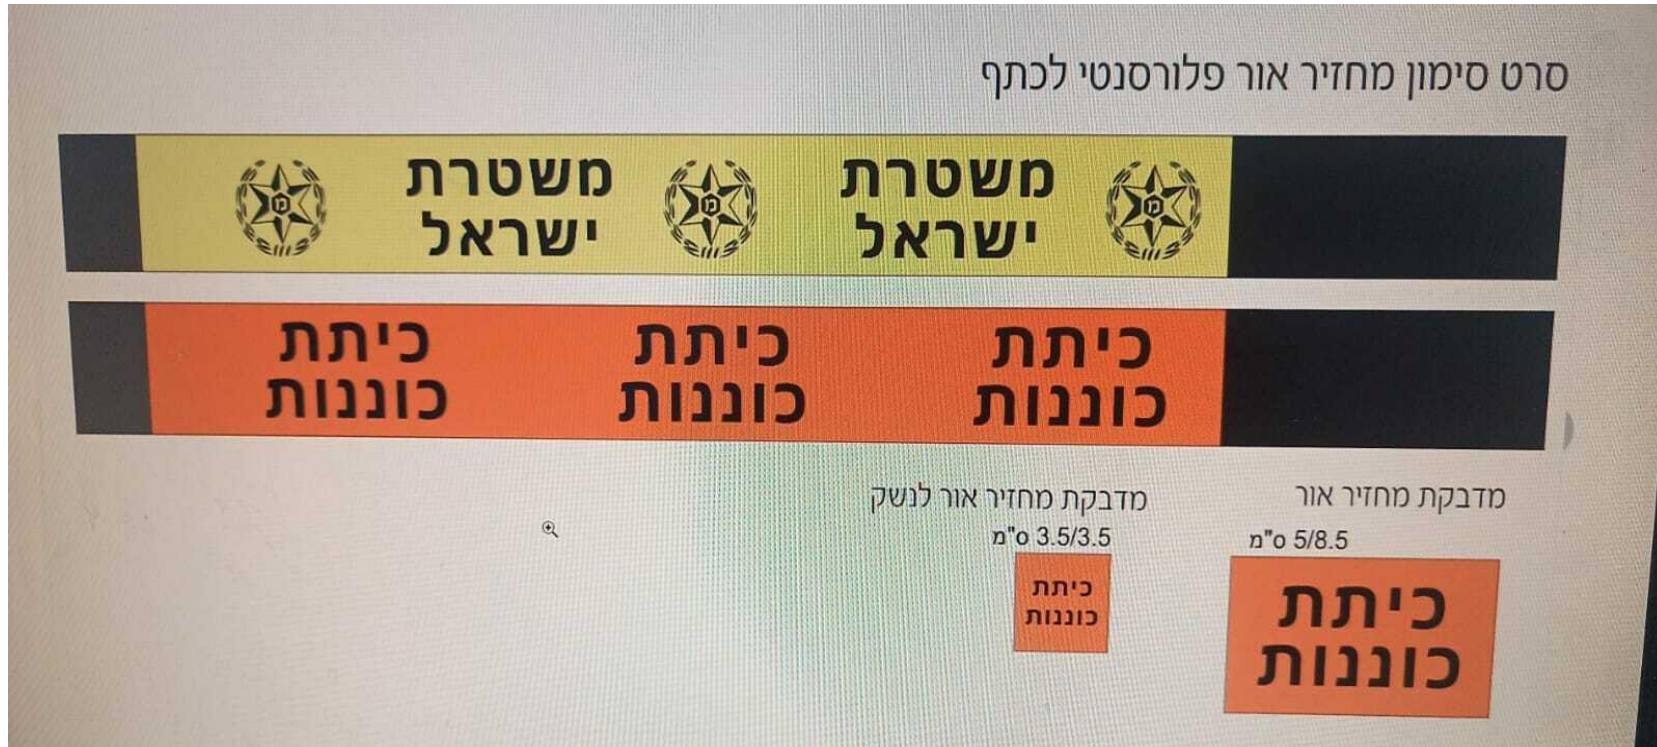 סרט סימון מחזיר אור פלורסנטי לכתף
משטרת משטרת
ישראל ישראל
כיתת כיתת כיתת
כוננות כוננות כוננות
מדבקת מחזיר אור
5/8.5 ס"מ
כיתת
כוננות
מדבקת מחזיר אור לנשק
3.5/3.5 ס"מ
כיתת
כוננות